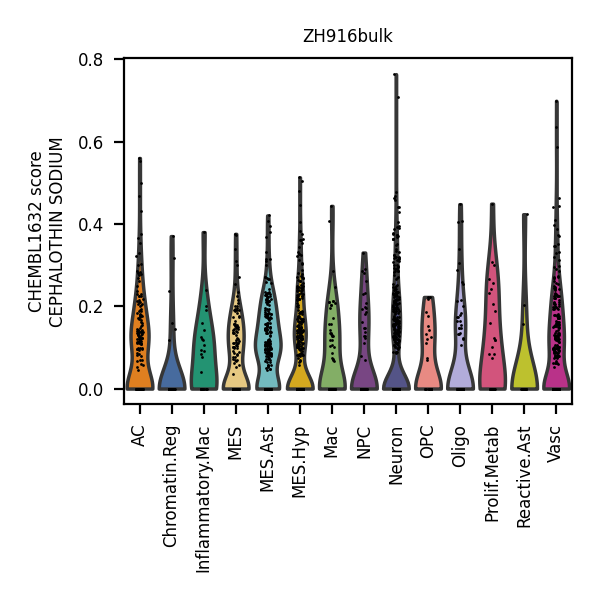 ZH916bulk
CHEMBL1632 score
CEPHALOTHIN SODIUM
0.8
0.6
0.4
0.2
0.0
AC
Chromatin.Reg
Inflammatory.Mac
MES
MES.Ast
MES.Hyp
Mac
NPC
Neuron
OPC
Oligo
Prolif.Metab
Reactive.Ast
Vasc